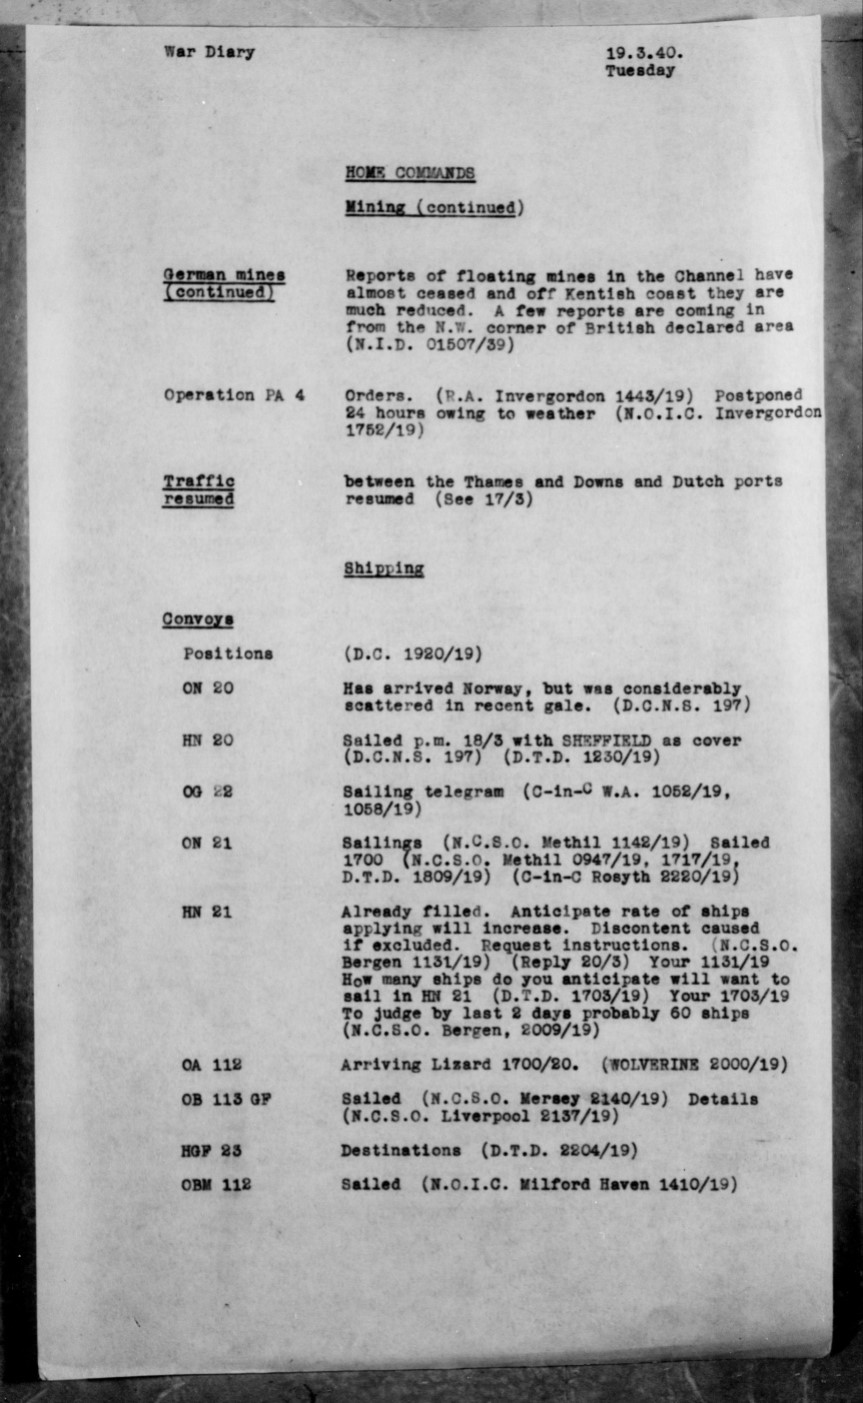 War Diary 19.3.40.
Tuesday
HOME COMMANDS
Mining (continued)
German mines Reports of floating mines in the Channel have
(continued) almost ceased and off Kentish coast they are
much reduced. A few reports are coming in
from the N.W. corner of British declared area
(N.I.D. 01507/39)
Operation PA 4 Orders. (R.A. Invergordon 1443/19) Postponed
24 hours owing to weather (N.O.I.C. Invergordon
1752/19)
Traffic between the Thames and Downs and Dutch ports
resumed resumed (See 17/3)
Shipping
Convoys
Positions (D.C. 1920/19)
ON 20 Has arrived Norway, but was considerably
scattered in recent gale. (D.C.N.S. 197)
HN 20 Sailed p.m. 18/3 with SHEFFIELD as cover
(D.C.N.S. 197) (D.T.D. 1230/19)
OG 22 Sailing telegram (C-in-C W.A. 1052/19,
1058/19)
ON 21 Sailings (N.C.S.O. Methil 1142/19) Sailed
1700 (N.C.S.O. Methil 0947/19, 1717/19,
D.T.D. 1809/19) (C-in-C Rosyth 2220/19)
HN 21 Already filled. Anticipate rate of ships
applying will increase. Discontent caused
if excluded. Request instructions. (N.C.S.O.
Bergen 1131/19) (Reply 20/3) Your 1131/19
How many ships do you anticipate will want to
sail in HN 21 (D.T.D. 1703/19) Your 1703/19
To judge by last 2 days probably 60 ships
(N.C.S.O. Bergen, 2009/19)
OA 112 Arriving Lizard 1700/20. (WOLVERINE 2000/19)
OB 113 GF Sailed (N.C.S.O. Mersey 2140/19) Details
(N.C.S.O. Liverpool 2137/19)
HGF 23 Destinations (D.T.D. 2204/19)
OBM 112 Sailed (N.O.I.C. Milford Haven 1410/19)